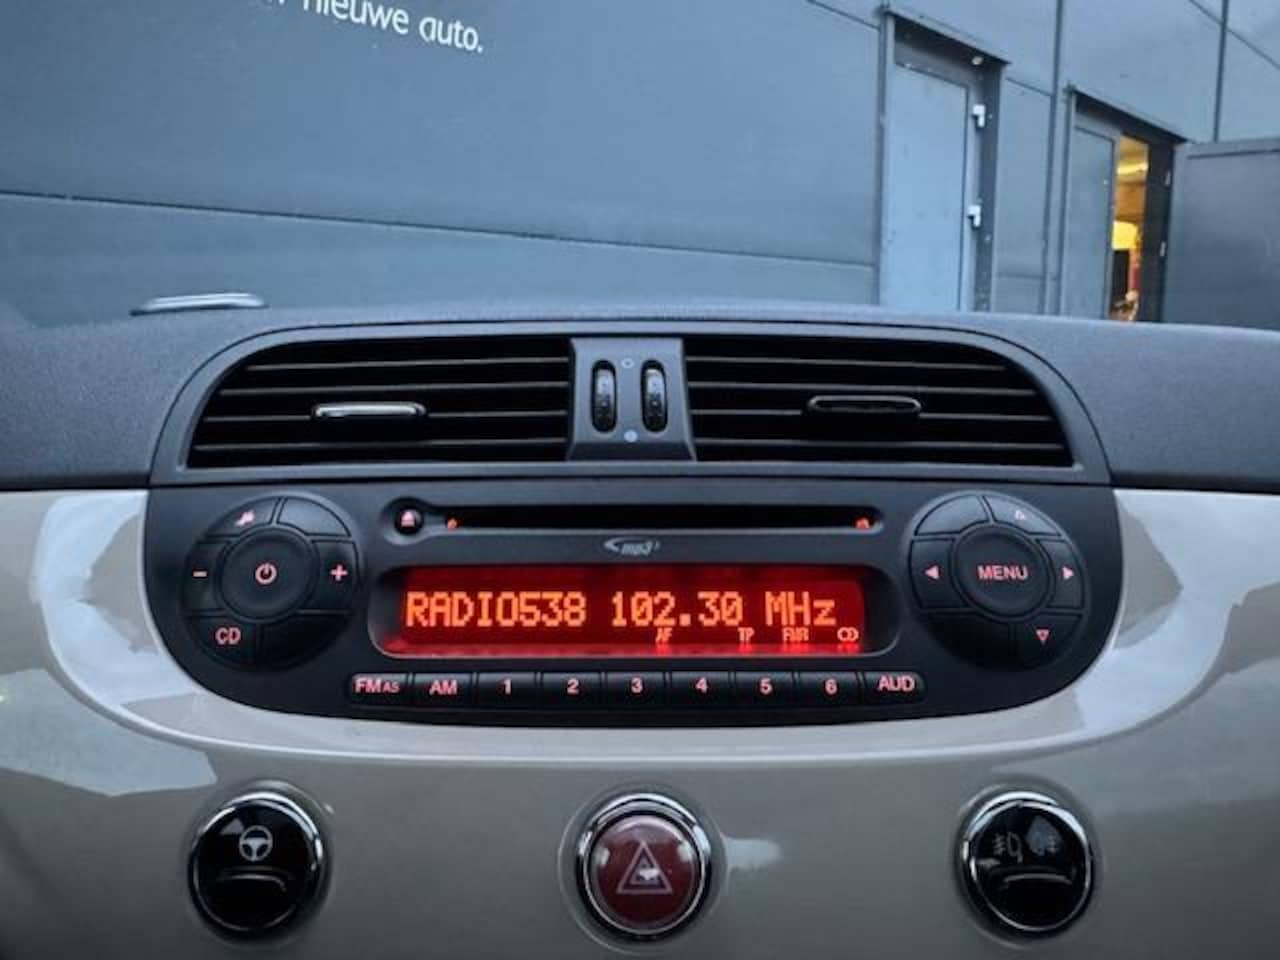 nieuwe auto.
mp3
- +
CD
MENU
RADIO538 102.30 MHz
AF TP CD
FMAS AM 1 2 3 4 5 6 AUD